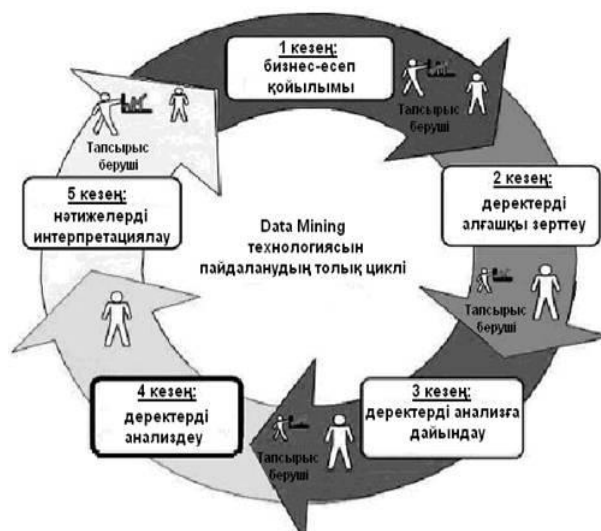 1 кезең:
бизнес-есеп
қойылымы
Тапсырыс
беруші
2 кезең:
деректерді
алғашқы зерттеу
Тапсырыс
беруші
3 кезең:
деректерді анализға
дайындау
Тапсырыс
беруші
4 кезең:
деректерді
анализдеу
5 кезең:
нәтижелерді
интерпретациялау
Тапсырыс
беруші
Data Mining
технологиясын
пайдаланудың толық циклі